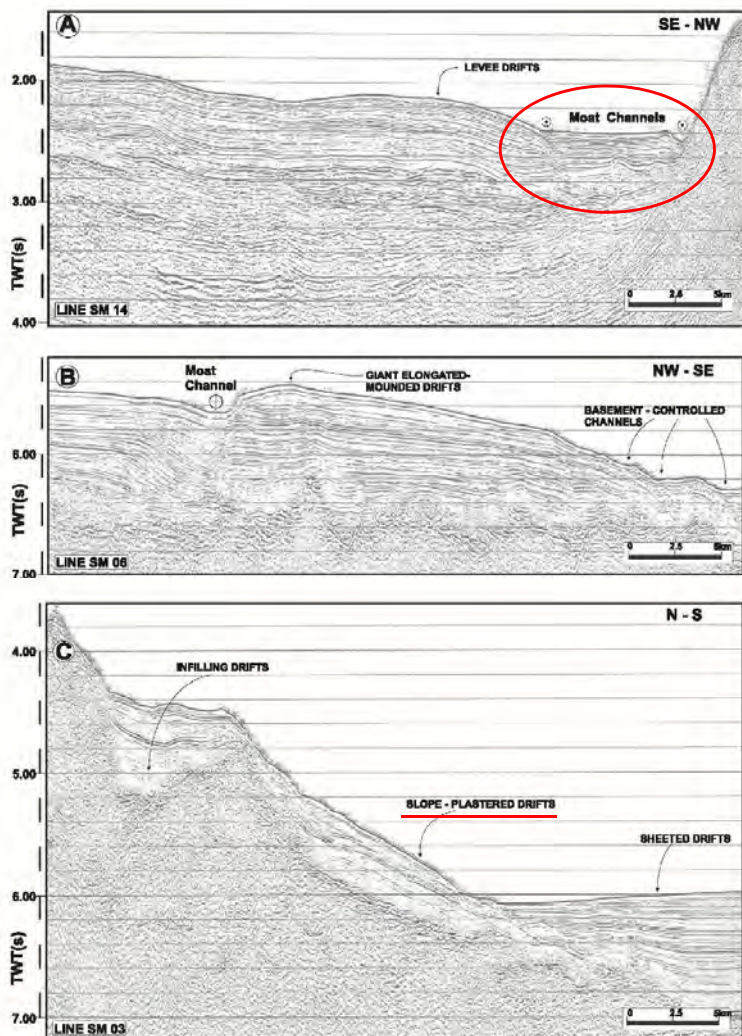 A
SE - NW
LEVEE DRIFTS
2.00
Moat Channels
3.00
TWT(s)
0 2.5 5km
LINE SM 14
4.00
B
Moat
Channel
GIANT ELONGATED-
MOUNDED DRIFTS
NW - SE
BASEMENT - CONTROLLED
CHANNELS
6.00
TWT(s)
0 2.5 5km
LINE SM 06
7.00
N - S
4.00
C
INFILLING DRIFTS
5.00
SLOPE - PLASTERED DRIFTS
SHEETED DRIFTS
6.00
TWT(s)
0 2.5 5km
7.00
LINE SM 03